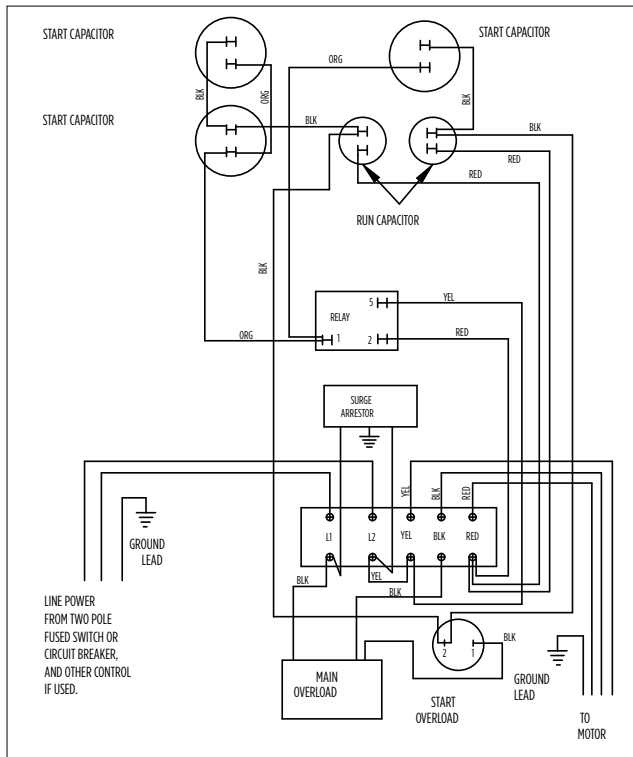 START CAPACITOR
START CAPACITOR
ORG
BLK
ORG
BLK
START CAPACITOR
BLK
BLK
RED
RED
RUN CAPACITOR
BLK
5
YEL
RELAY
ORG
1
2
RED
SURGE
ARRESTOR
YEL
BLK
RED
GROUND
LEAD
L1
L2
YEL
BLK
RED
BLK
YEL
BLK
LINE POWER
FROM TWO POLE
FUSED SWITCH OR
CIRCUIT BREAKER,
AND OTHER CONTROL
IF USED.
MAIN
OVERLOAD
2
1
BLK
START
OVERLOAD
GROUND
LEAD
TO
MOTOR